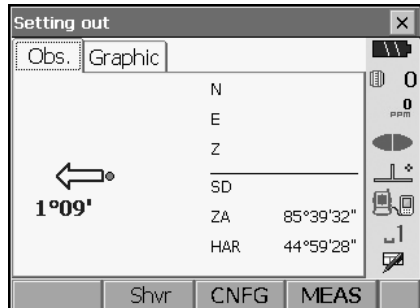 Setting out
Obs. Graphic
0
0
ppm
N
E
Z
1°09'
SD
ZA 85°39'32"
HAR 44°59'28"
1
Shvr CNFG MEAS